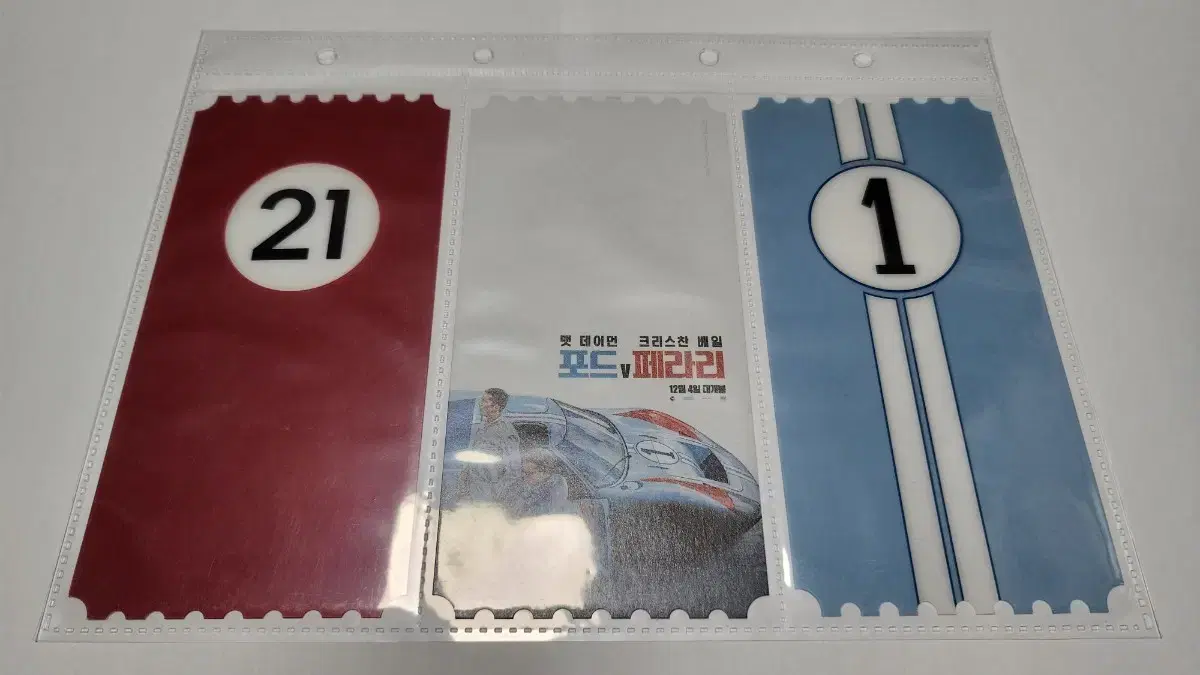 21
맷 데이먼 크리스찬 베일
포드 v 페라리
12월 4일 대개봉
1
1